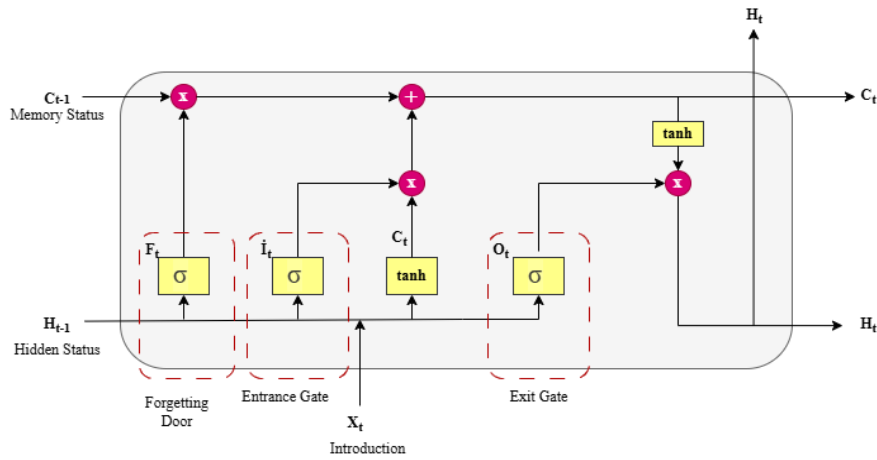 Hₜ
Cₜ₋₁
x
+
Cₜ
Memory Status
tanh
x
x
Fₜ
İₜ
Cₜ
Oₜ
σ
σ
tanh
σ
Hₜ₋₁
Hₜ
Hidden Status
Forgetting
Door
Entrance Gate
Exit Gate
Xₜ
Introduction